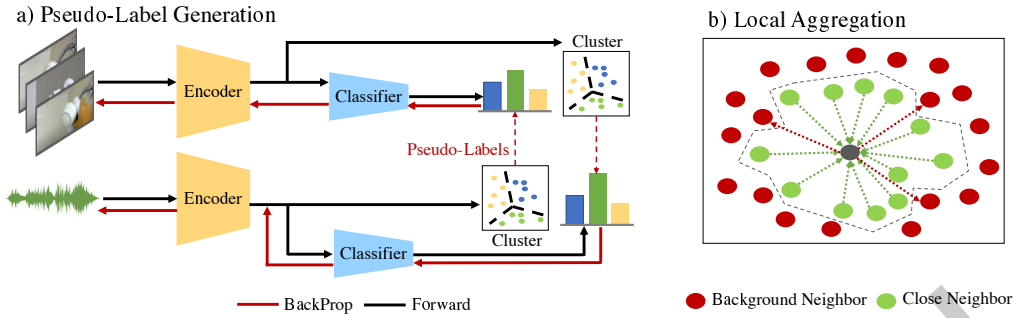 a) Pseudo-Label Generation
b) Local Aggregation
Cluster
Encoder
Classifier
Pseudo-Labels
Encoder
Cluster
Classifier
BackProp
Forward
Background Neighbor
Close Neighbor